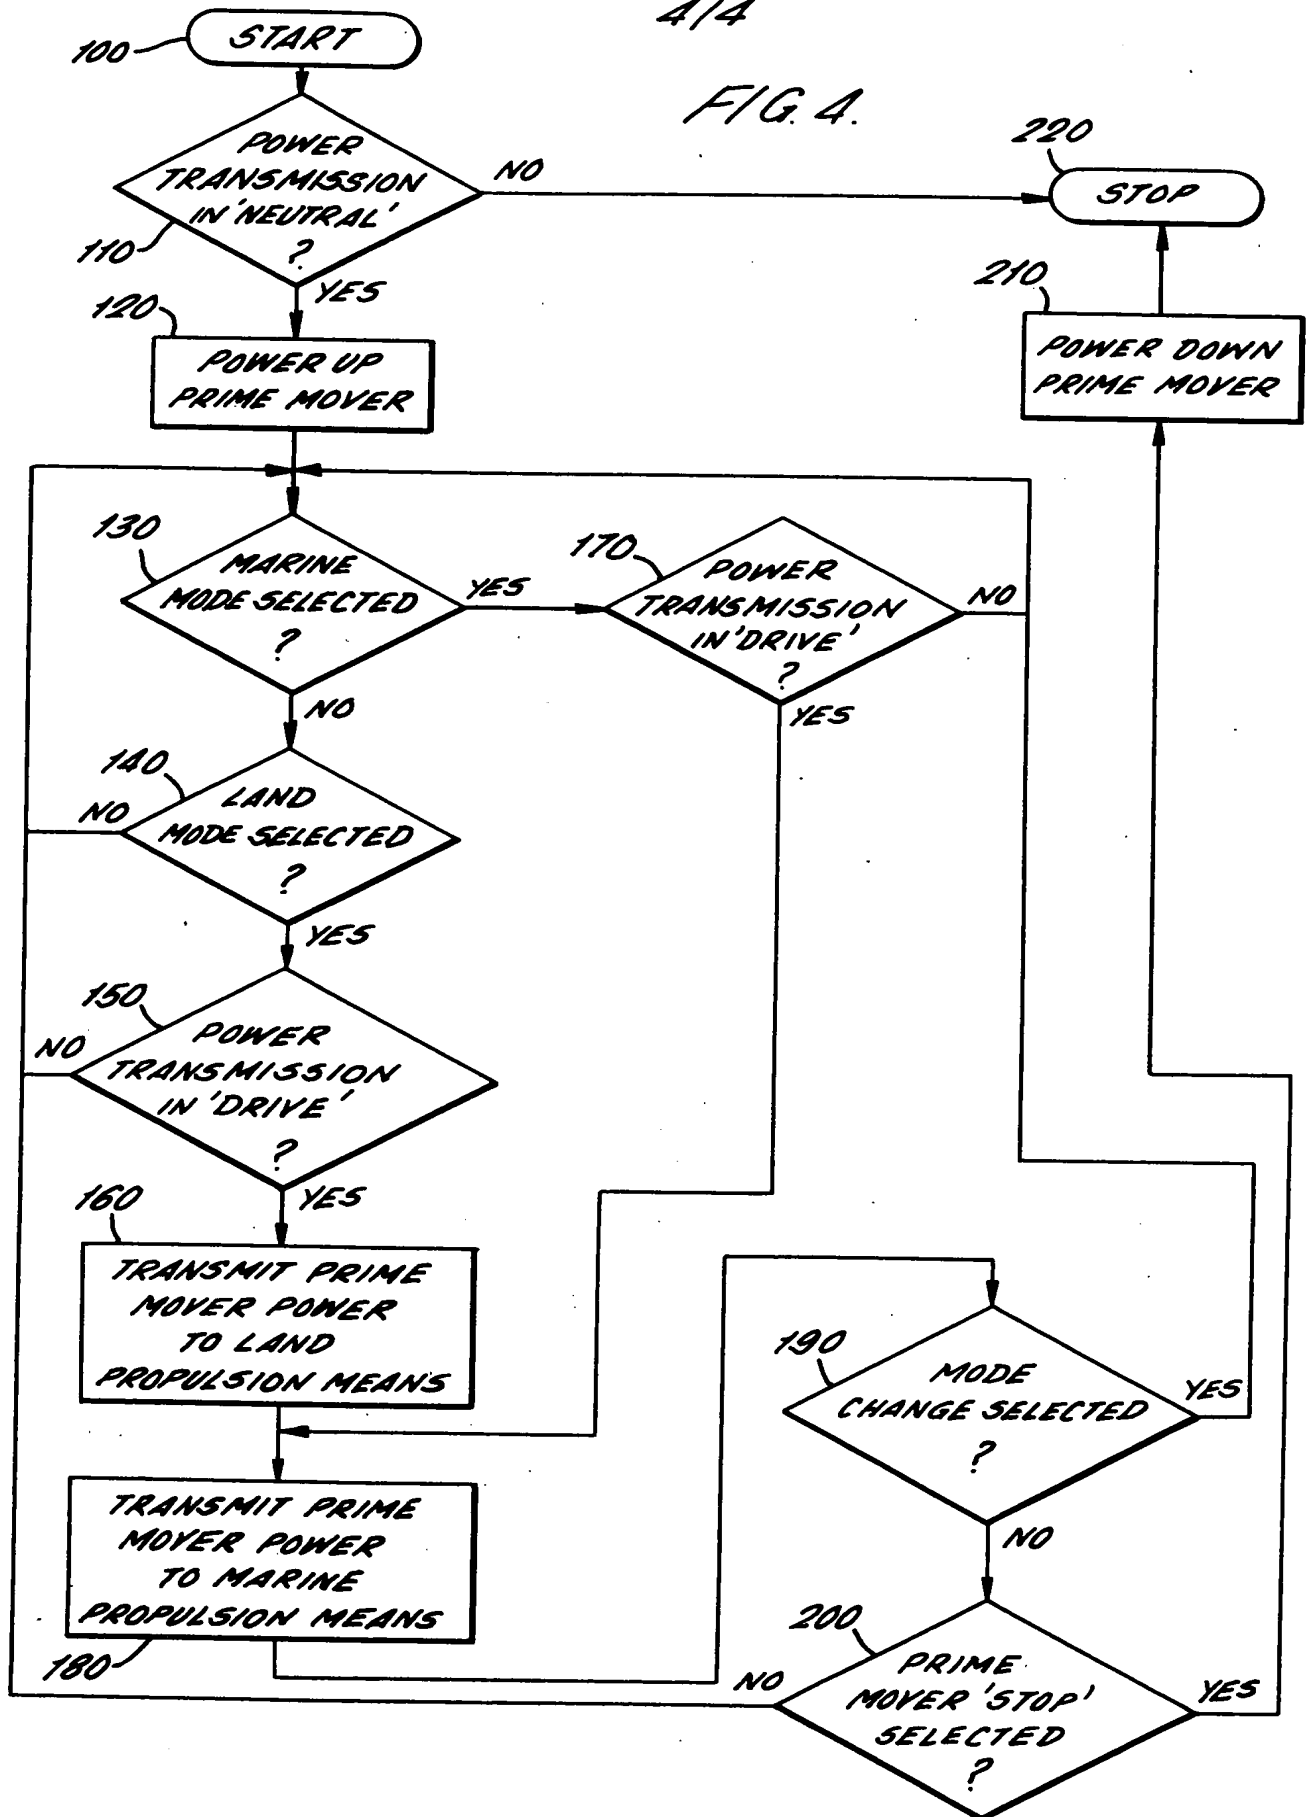 4/4
FIG. 4.
100
START
POWER
TRANSMISSION
IN 'NEUTRAL'
?
110
NO
YES
220
STOP
210
POWER DOWN
PRIME MOVER
120
POWER UP
PRIME MOVER
130
MARINE
MODE SELECTED
?
YES
NO
170
POWER
TRANSMISSION
IN 'DRIVE'
?
NO
YES
140
LAND
MODE SELECTED
?
NO
YES
150
POWER
TRANSMISSION
IN 'DRIVE'
?
NO
YES
160
TRANSMIT PRIME
MOVER POWER
TO LAND
PROPULSION MEANS
TRANSMIT PRIME
MOVER POWER
TO MARINE
PROPULSION MEANS
180
190
MODE
CHANGE SELECTED
?
YES
NO
200
PRIME
MOVER 'STOP'
SELECTED
?
NO
YES